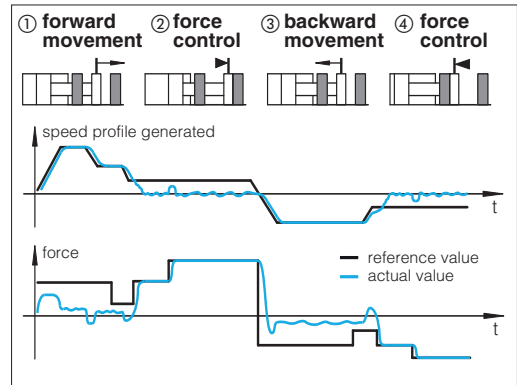 ① forward movement
② force control
③ backward movement
④ force control
speed profile generated
t
force
reference value
actual value
t